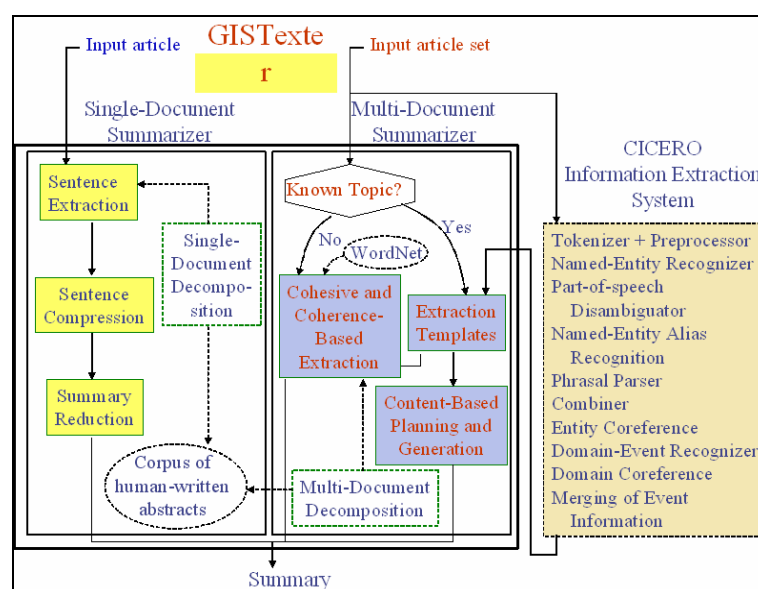 GISTexte
r
Input article
Input article set
Single-Document
Summarizer
Multi-Document
Summarizer
CICERO
Information Extraction
System
Sentence
Extraction
Single-
Document
Decompo-
sition
Sentence
Compression
Summary
Reduction
Corpus of
human-written
abstracts
Known Topic?
No
Yes
WordNet
Cohesive and
Coherence-
Based
Extraction
Extraction
Templates
Content-Based
Planning and
Generation
Multi-Document
Decomposition
Tokenizer + Preprocessor
Named-Entity Recognizer
Part-of-speech
Disambiguator
Named-Entity Alias
Recognition
Phrasal Parser
Combiner
Entity Coreference
Domain-Event Recognizer
Domain Coreference
Merging of Event
Information
Summary